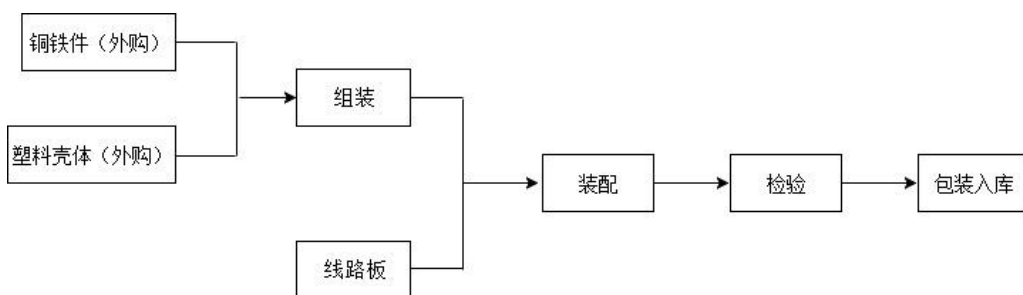 铜铁件（外购）
塑料壳体（外购）
组装
线路板
装配
检验
包装入库